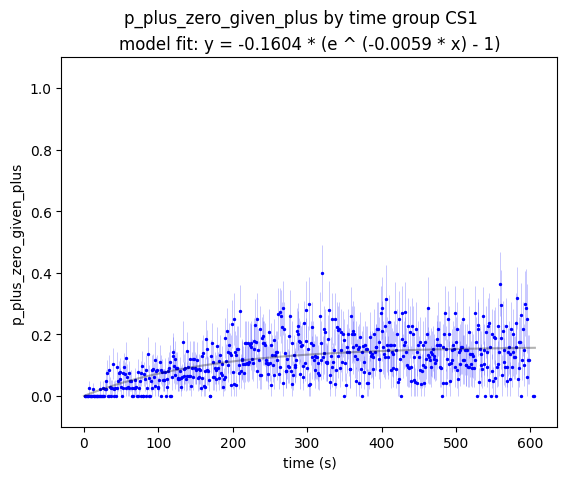 p_plus_zero_given_plus by time group CS1
model fit: y = -0.1604 * (e ^ (-0.0059 * x) - 1)
1.0
0.8
0.6
0.4
0.2
0.0
p_plus_zero_given_plus
0 100 200 300 400 500 600
time (s)